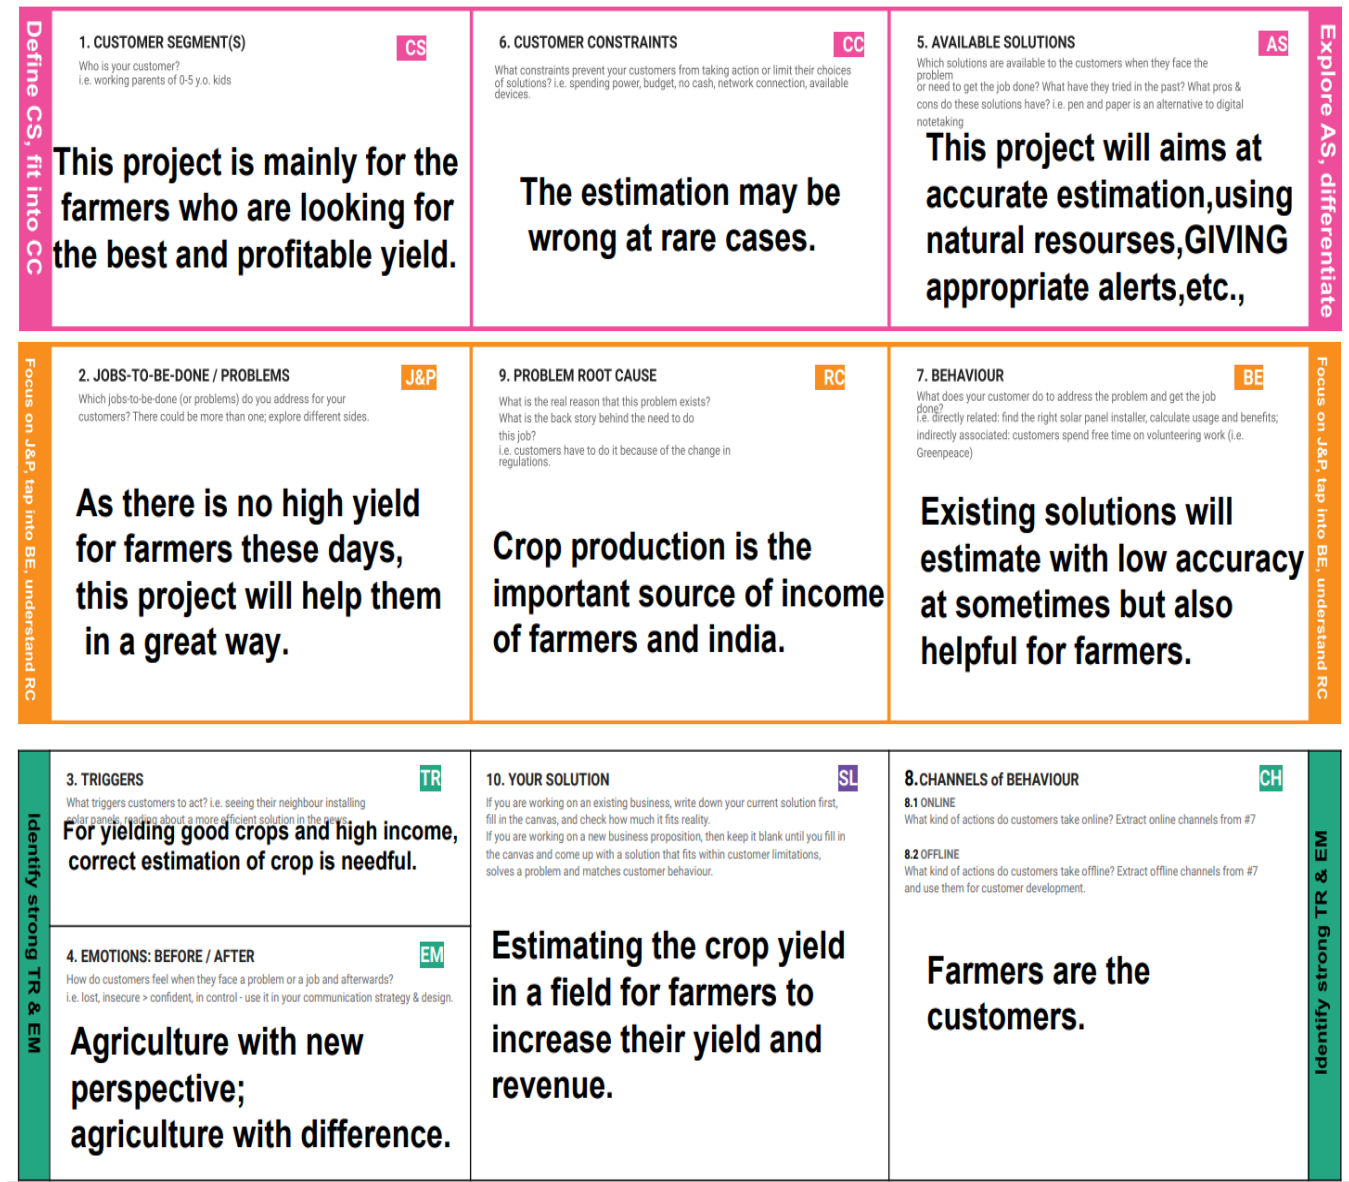 Define CS, fit into CC
1. CUSTOMER SEGMENT(S)
CS
Who is your customer?
i.e. working parents of 0-5 y.o. kids
This project is mainly for the
farmers who are looking for
the best and profitable yield.
6. CUSTOMER CONSTRAINTS
CC
What constraints prevent your customers from taking action or limit their choices
of solutions? i.e. spending power, budget, no cash, network connection, available
devices.
The estimation may be
wrong at rare cases.
5. AVAILABLE SOLUTIONS
AS
Which solutions are available to the customers when they face the
problem
or need to get the job done? What have they tried in the past? What pros &
cons do these solutions have? i.e. pen and paper is an alternative to digital
notetaking
This project will aims at
accurate estimation,using
natural resourses,GIVING
appropriate alerts,etc.,
Explore AS, differentiate
Focus on J&P, tap into BE, understand RC
2. JOBS-TO-BE-DONE / PROBLEMS
J&P
Which jobs-to-be-done (or problems) do you address for your
customers? There could be more than one; explore different sides.
As there is no high yield
for farmers these days,
this project will help them
in a great way.
9. PROBLEM ROOT CAUSE
RC
What is the real reason that this problem exists?
What is the back story behind the need to do
this job?
i.e. customers have to do it because of the change in
regulations.
Crop production is the
important source of income
of farmers and india.
7. BEHAVIOUR
BE
What does your customer do to address the problem and get the job
done?
i.e. directly related: find the right solar panel installer, calculate usage and benefits;
indirectly associated: customers spend free time on volunteering work (i.e.
Greenpeace)
Existing solutions will
estimate with low accuracy
at sometimes but also
helpful for farmers.
Focus on J&P, tap into BE, understand RC
Identify strong TR & EM
3. TRIGGERS
TR
What triggers customers to act? i.e. seeing their neighbour installing
solar panels, reading about a more efficient solution in the news.
For yielding good crops and high income,
correct estimation of crop is needful.
4. EMOTIONS: BEFORE / AFTER
EM
How do customers feel when they face a problem or a job and afterwards?
i.e. lost, insecure > confident, in control - use it in your communication strategy & design.
Agriculture with new
perspective;
agriculture with difference.
10. YOUR SOLUTION
SL
If you are working on an existing business, write down your current solution first,
fill in the canvas, and check how much it fits reality.
If you are working on a new business proposition, then keep it blank until you fill in
the canvas and come up with a solution that fits within customer limitations,
solves a problem and matches customer behaviour.
Estimating the crop yield
in a field for farmers to
increase their yield and
revenue.
8.CHANNELS of BEHAVIOUR
CH
8.1 ONLINE
What kind of actions do customers take online? Extract online channels from #7
8.2 OFFLINE
What kind of actions do customers take offline? Extract offline channels from #7
and use them for customer development.
Farmers are the
customers.
Identify strong TR & EM